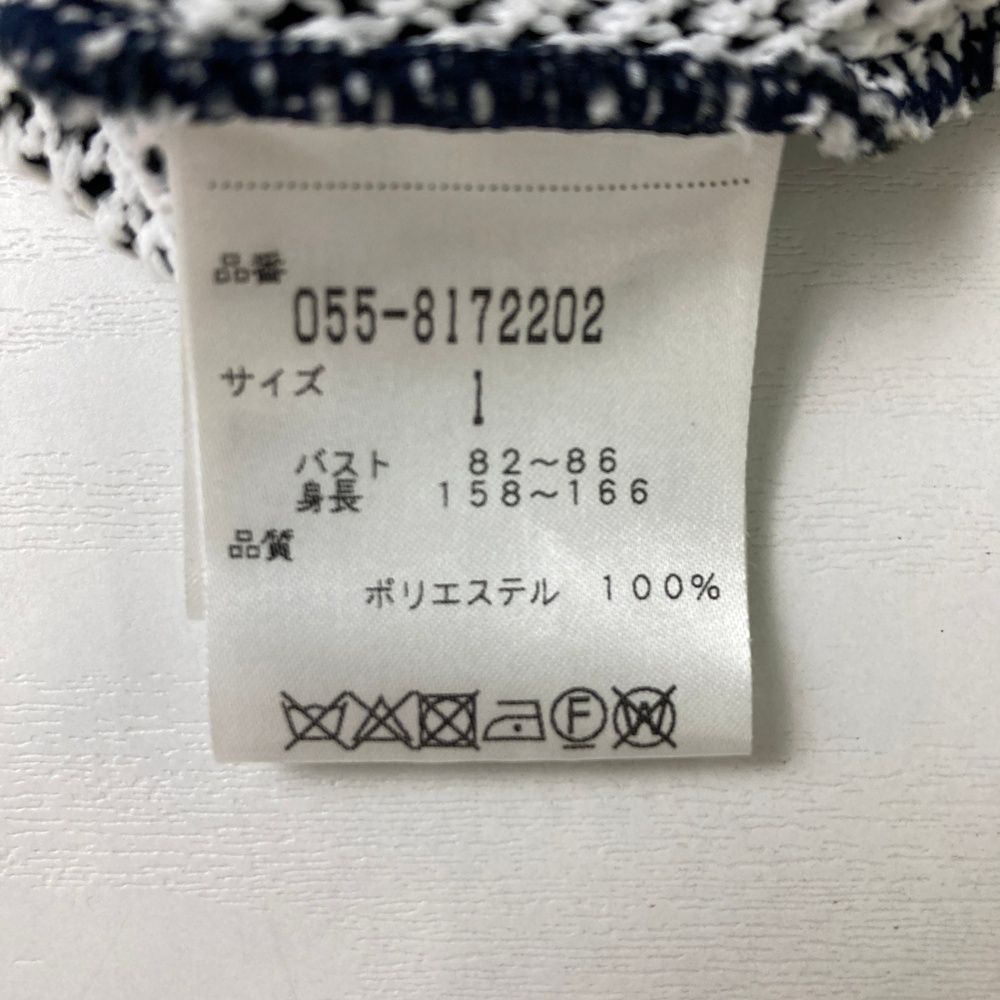 品番
055-8172202
サイズ 1
バスト 82～86
身長 158～166
品質
ポリエステル 100%
F W